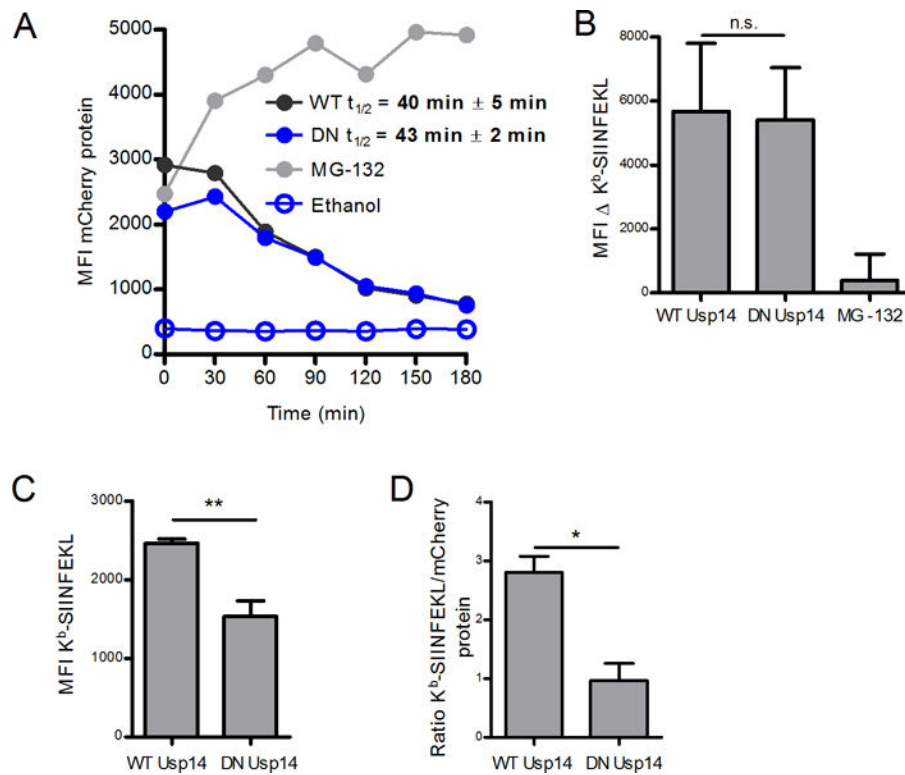 A
MFI mCherry protein
5000
4000
3000
2000
1000
0
WT t1/2 = 40 min ± 5 min
DN t1/2 = 43 min ± 2 min
MG-132
Ethanol
0 30 60 90 120 150 180
Time (min)
B
MFI Δ Kb-SIINFEKL
8000
6000
4000
2000
0
n.s.
WT Usp14 DN Usp14 MG -132
C
MFI Kb-SIINFEKL
3000
2000
1000
0
**
WT Usp14 DN Usp14
D
Ratio Kb-SIINFEKL/mCherry
protein
4
3
2
1
0
*
WT Usp14 DN Usp14